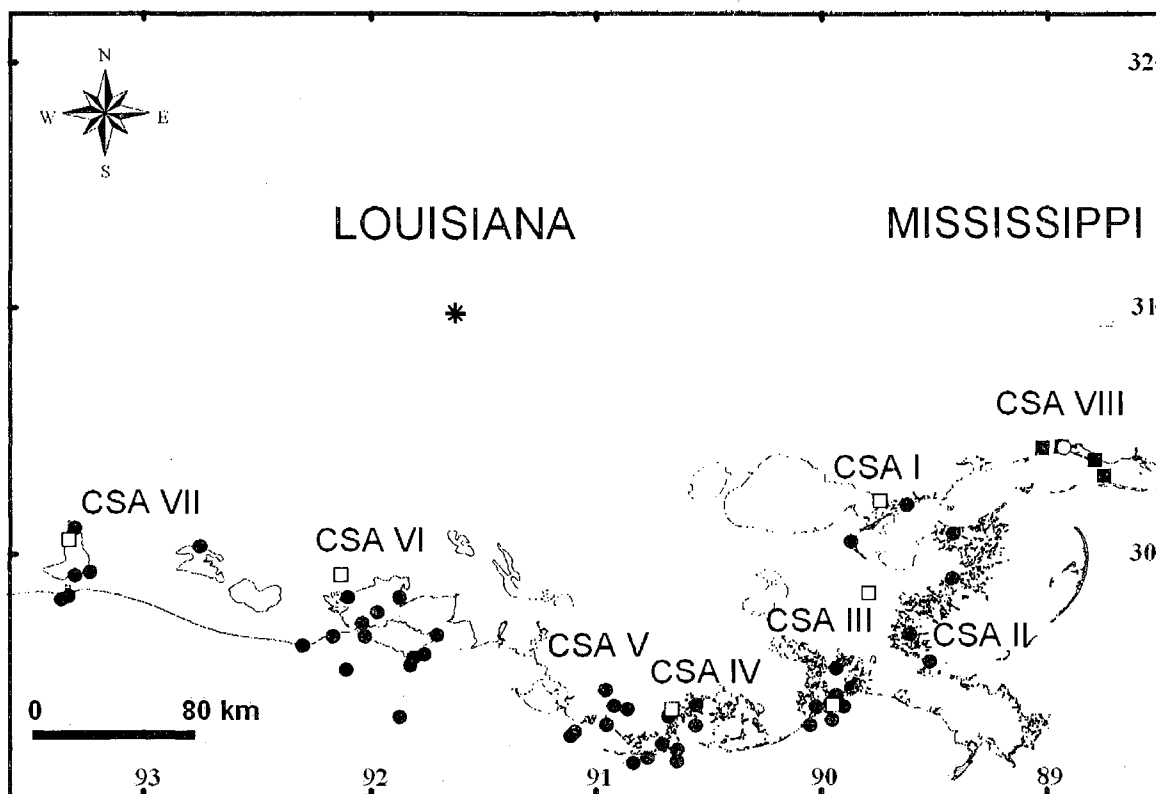 N
32
W E
S
LOUISIANA MISSISSIPPI
31
CSA VIII
CSA I
CSA VII
CSA VI
30
CSA III
CSA II
CSA V
CSA IV
0 80 km
93 92 91 90 89